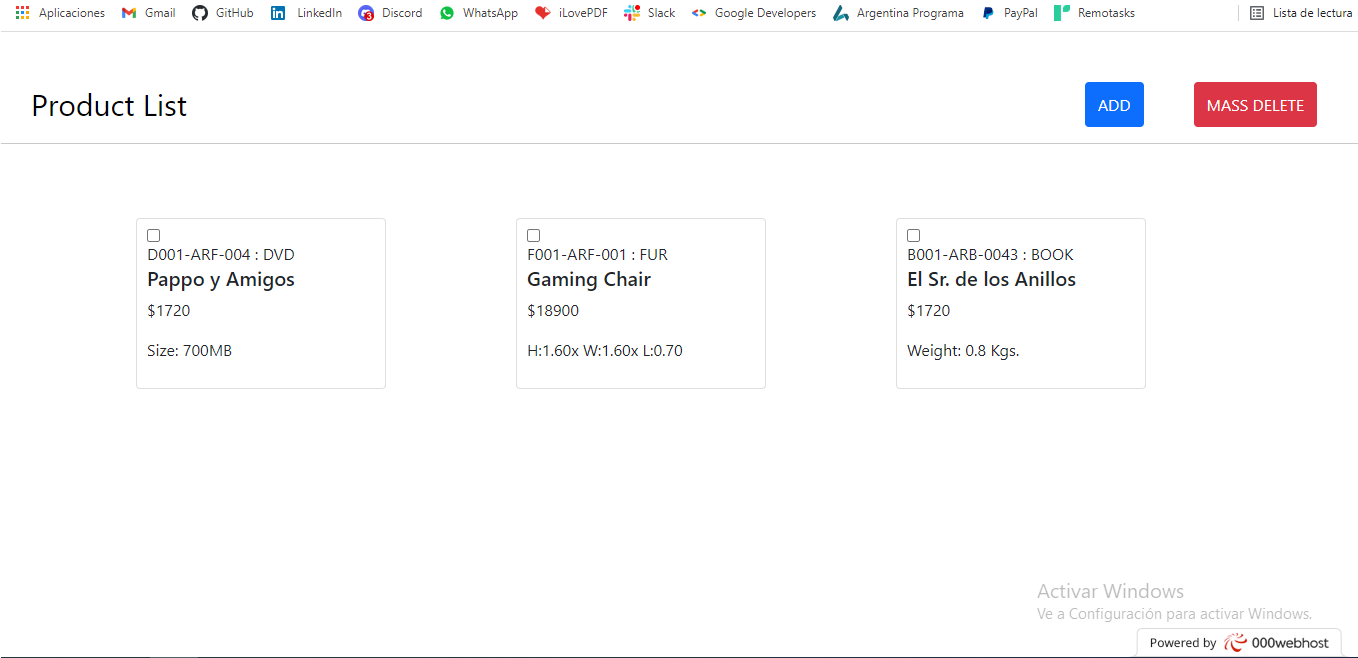 Aplicaciones Gmail GitHub LinkedIn Discord WhatsApp iLovePDF Slack Google Developers Argentina Programa PayPal Remotasks Lista de lectura
Product List ADD MASS DELETE
D001-ARF-004 : DVD
Pappo y Amigos
$1720
Size: 700MB
F001-ARF-001 : FUR
Gaming Chair
$18900
H:1.60x W:1.60x L:0.70
B001-ARB-0043 : BOOK
El Sr. de los Anillos
$1720
Weight: 0.8 Kgs.
Activar Windows
Ve a Configuración para activar Windows.
Powered by 000webhost